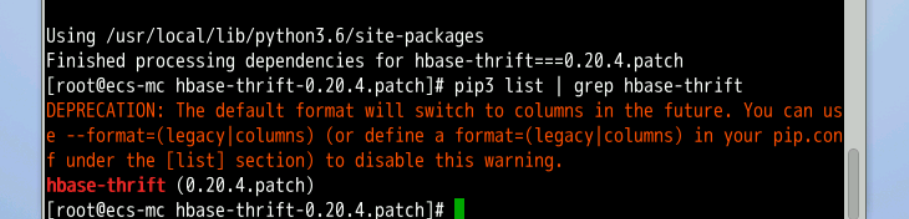 Using /usr/local/lib/python3.6/site-packages
Finished processing dependencies for hbase-thrift===0.20.4.patch
[root@ecs-mc hbase-thrift-0.20.4.patch]# pip3 list | grep hbase-thrift
DEPRECATION: The default format will switch to columns in the future. You can us
e --format=(legacy|columns) (or define a format=(legacy|columns) in your pip.con
f under the [list] section) to disable this warning.
hbase-thrift (0.20.4.patch)
[root@ecs-mc hbase-thrift-0.20.4.patch]#